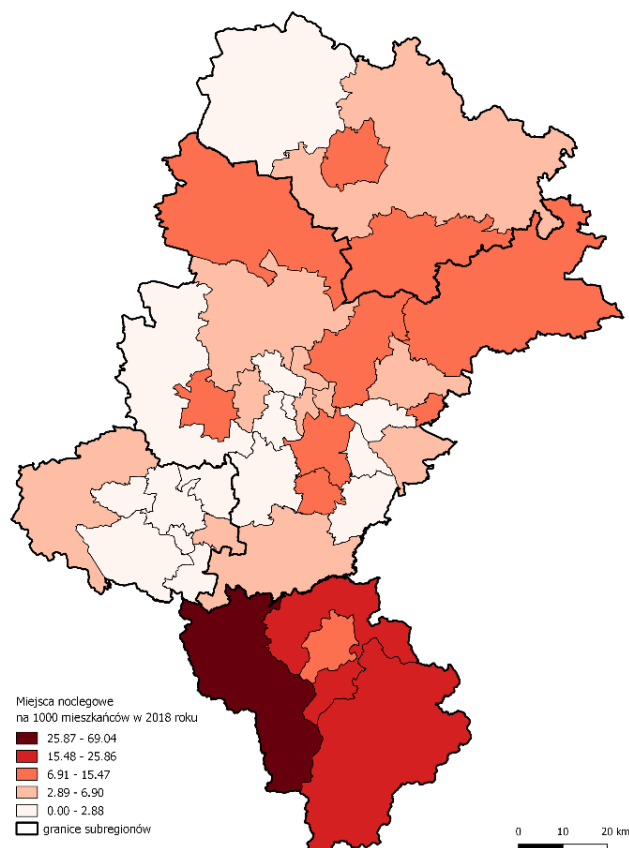 Miejsca noclegowe
na 1000 mieszkańców w 2018 roku
25.87 - 69.04
15.48 - 25.86
6.91 - 15.47
2.89 - 6.90
0.00 - 2.88
granice subregionów
0 10 20 km